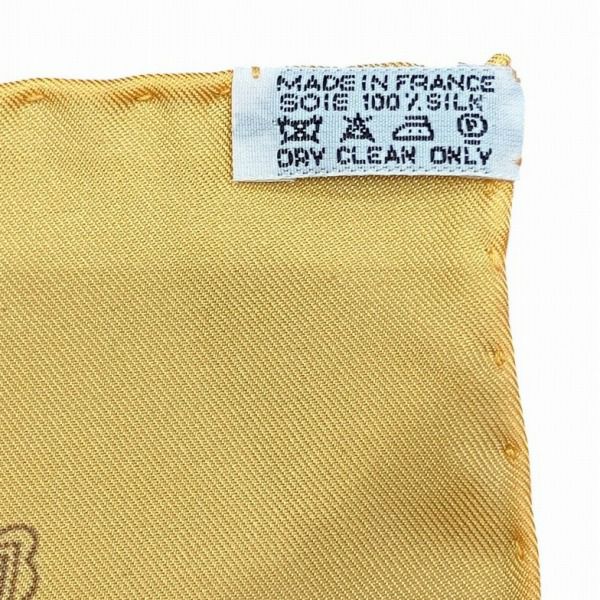 MADE IN FRANCE
SOIE 100% SILK
DRY CLEAN ONLY